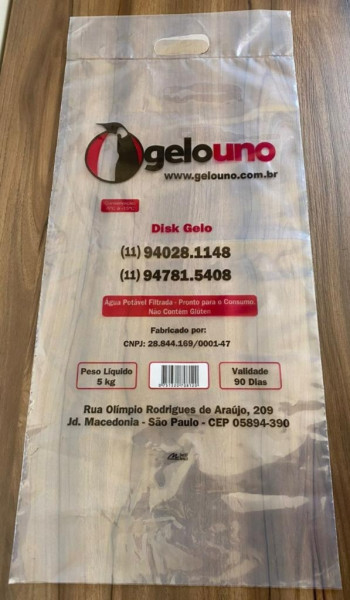 gelouno
www.gelouno.com.br
Disk Gelo
(11) 94028.1148
(11) 94781.5408
Água Potável Filtrada - Pronto para o Consumo.
Não Contém Glúten
Fabricado por:
CNPJ: 28.844.169/0001-47
Peso Líquido
5 kg
Validade
90 Dias
Rua Olímpio Rodrigues de Araújo, 209
Jd. Macedonia - São Paulo - CEP 05894-390